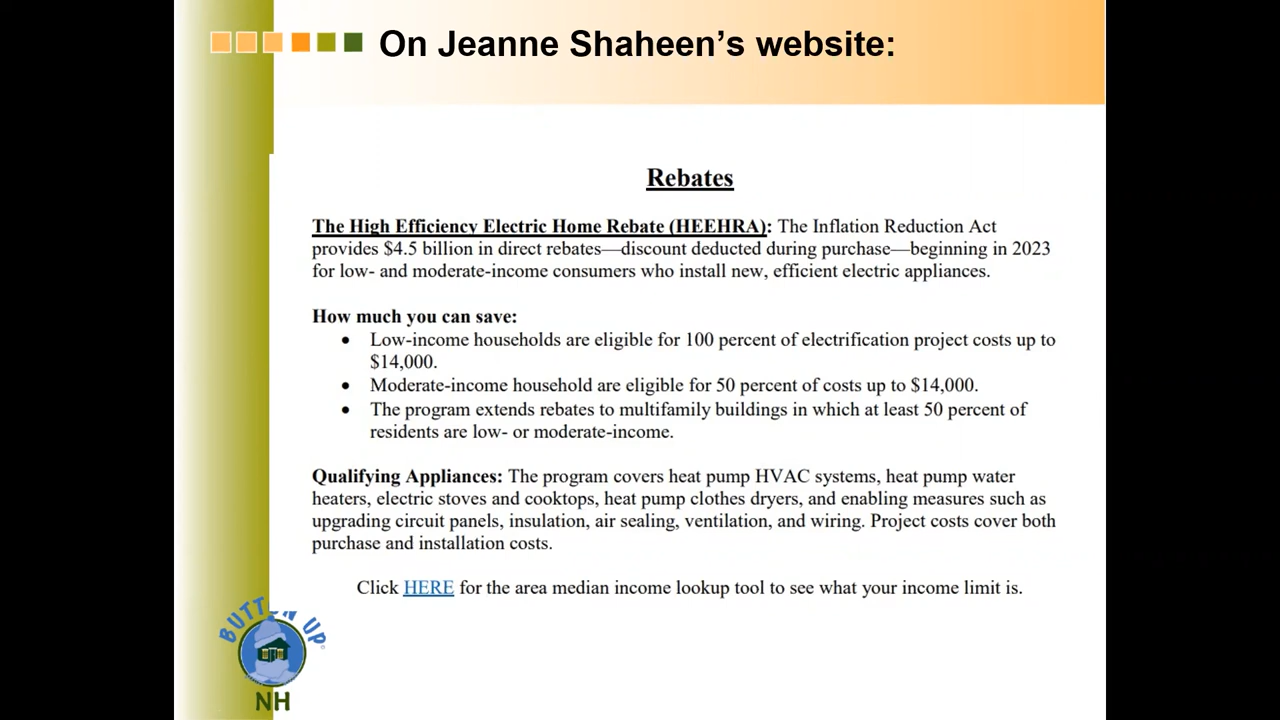 On Jeanne Shaheen’s website:
Rebates
The High Efficiency Electric Home Rebate (HEEHRA): The Inflation Reduction Act
provides $4.5 billion in direct rebates—discount deducted during purchase—beginning in 2023
for low- and moderate-income consumers who install new, efficient electric appliances.
How much you can save:
• Low-income households are eligible for 100 percent of electrification project costs up to
$14,000.
• Moderate-income household are eligible for 50 percent of costs up to $14,000.
• The program extends rebates to multifamily buildings in which at least 50 percent of
residents are low- or moderate-income.
Qualifying Appliances: The program covers heat pump HVAC systems, heat pump water
heaters, electric stoves and cooktops, heat pump clothes dryers, and enabling measures such as
upgrading circuit panels, insulation, air sealing, ventilation, and wiring. Project costs cover both
purchase and installation costs.
Click HERE for the area median income lookup tool to see what your income limit is.
BUTTON UP
NH